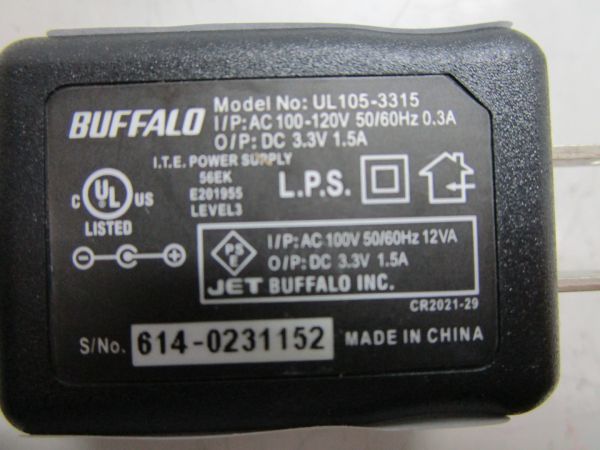 BUFFALO
Model No: UL105-3315
I/P: AC 100-120V 50/60Hz 0.3A
O/P: DC 3.3V 1.5A
I.T.E. POWER SUPPLY
56EK
E201955
LEVEL3
C UL US
LISTED
L.P.S.
PSE
I/P: AC 100V 50/60Hz 12VA
O/P: DC 3.3V 1.5A
JET BUFFALO INC.
CR2021-29
S/No. 614-0231152 MADE IN CHINA